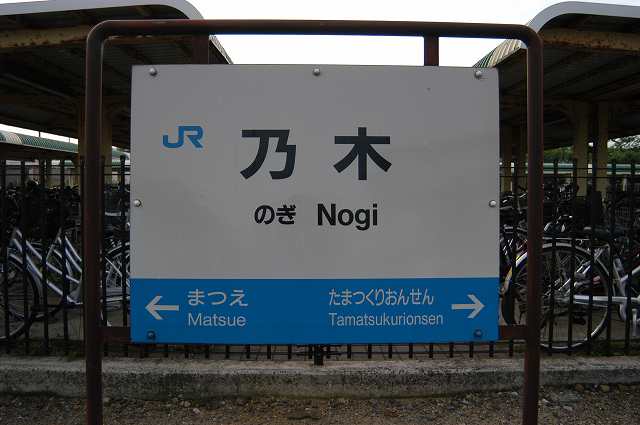 JR 乃木
のぎ Nogi
← まつえ たまつくりおんせん →
Matsue Tamatsukurionsen